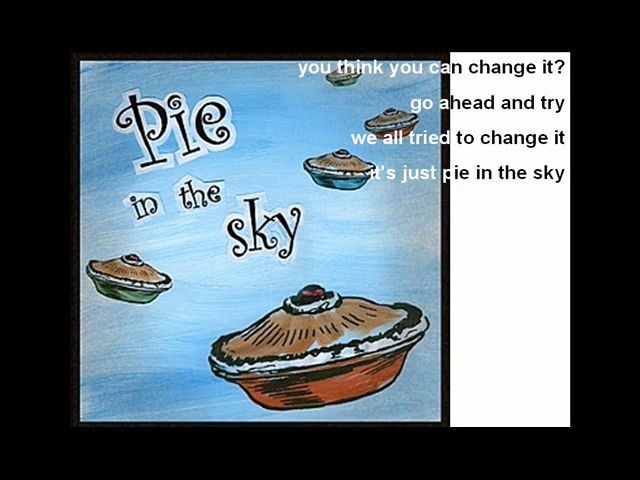 Pie
in the
sky
you think you can change it?
go ahead and try
we all tried to change it
it's just pie in the sky